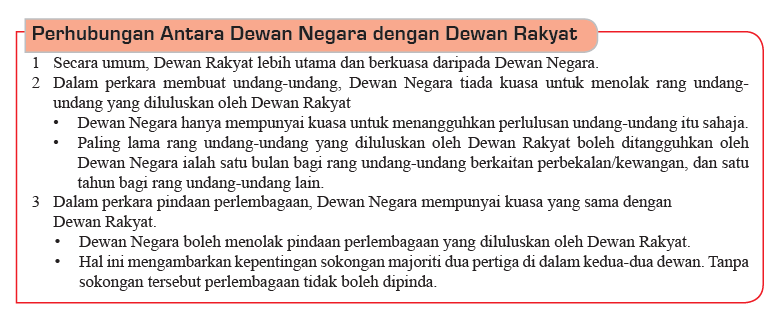 Perhubungan Antara Dewan Negara dengan Dewan Rakyat
1 Secara umum, Dewan Rakyat lebih utama dan berkuasa daripada Dewan Negara.
2 Dalam perkara membuat undang-undang, Dewan Negara tiada kuasa untuk menolak rang undang-
undang yang diluluskan oleh Dewan Rakyat
• Dewan Negara hanya mempunyai kuasa untuk menangguhkan perlulusan undang-undang itu sahaja.
• Paling lama rang undang-undang yang diluluskan oleh Dewan Rakyat boleh ditangguhkan oleh
Dewan Negara ialah satu bulan bagi rang undang-undang berkaitan perbekalan/kewangan, dan satu
tahun bagi rang undang-undang lain.
3 Dalam perkara pindaan perlembagaan, Dewan Negara mempunyai kuasa yang sama dengan
Dewan Rakyat.
• Dewan Negara boleh menolak pindaan perlembagaan yang diluluskan oleh Dewan Rakyat.
• Hal ini mengambarkan kepentingan sokongan majoriti dua pertiga di dalam kedua-dua dewan. Tanpa
sokongan tersebut perlembagaan tidak boleh dipinda.